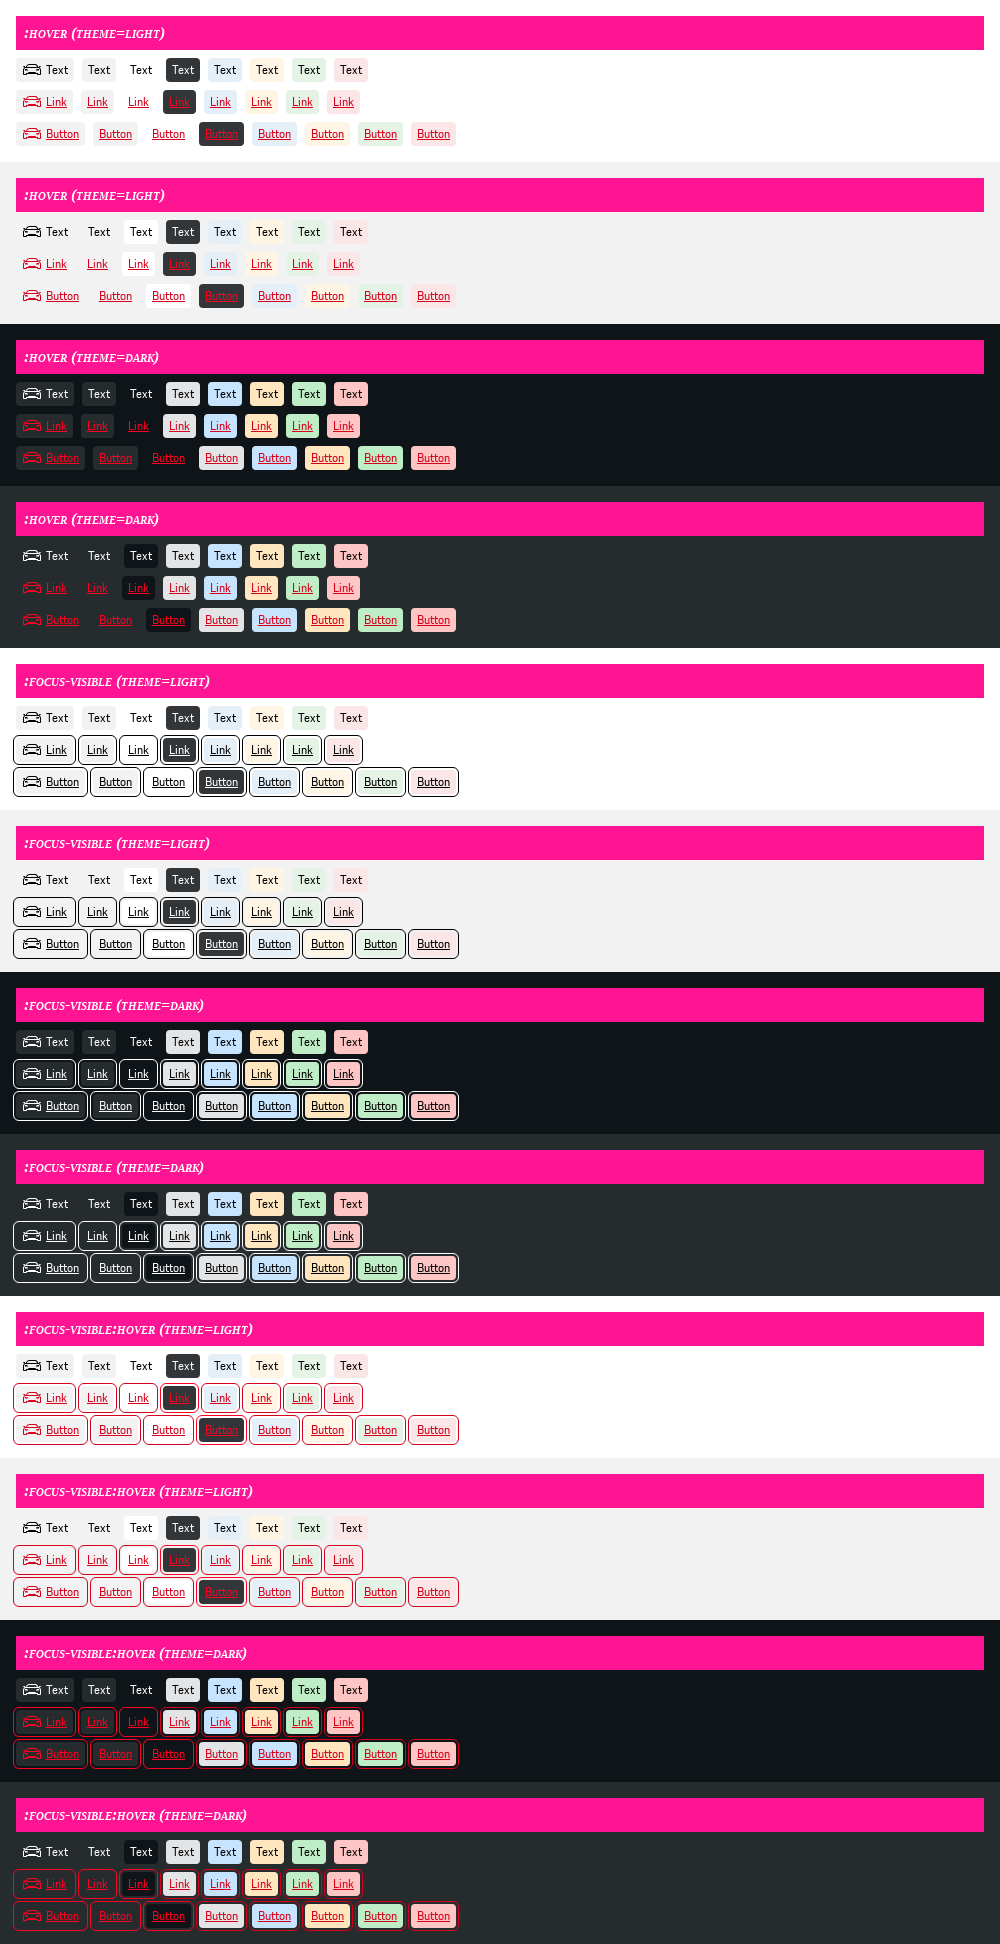 :HOVER (THEME=LIGHT)
Text Text Text Text Text Text Text Text
Link Link Link Link Link Link Link Link
Button Button Button Button Button Button Button Button
:HOVER (THEME=LIGHT)
Text Text Text Text Text Text Text Text
Link Link Link Link Link Link Link Link
Button Button Button Button Button Button Button Button
:HOVER (THEME=DARK)
Text Text Text Text Text Text Text Text
Link Link Link Link Link Link Link Link
Button Button Button Button Button Button Button Button
:HOVER (THEME=DARK)
Text Text Text Text Text Text Text Text
Link Link Link Link Link Link Link Link
Button Button Button Button Button Button Button Button
:FOCUS-VISIBLE (THEME=LIGHT)
Text Text Text Text Text Text Text Text
Link Link Link Link Link Link Link Link
Button Button Button Button Button Button Button Button
:FOCUS-VISIBLE (THEME=LIGHT)
Text Text Text Text Text Text Text Text
Link Link Link Link Link Link Link Link
Button Button Button Button Button Button Button Button
:FOCUS-VISIBLE (THEME=DARK)
Text Text Text Text Text Text Text Text
Link Link Link Link Link Link Link Link
Button Button Button Button Button Button Button Button
:FOCUS-VISIBLE (THEME=DARK)
Text Text Text Text Text Text Text Text
Link Link Link Link Link Link Link Link
Button Button Button Button Button Button Button Button
:FOCUS-VISIBLE:HOVER (THEME=LIGHT)
Text Text Text Text Text Text Text Text
Link Link Link Link Link Link Link Link
Button Button Button Button Button Button Button Button
:FOCUS-VISIBLE:HOVER (THEME=LIGHT)
Text Text Text Text Text Text Text Text
Link Link Link Link Link Link Link Link
Button Button Button Button Button Button Button Button
:FOCUS-VISIBLE:HOVER (THEME=DARK)
Text Text Text Text Text Text Text Text
Link Link Link Link Link Link Link Link
Button Button Button Button Button Button Button Button
:FOCUS-VISIBLE:HOVER (THEME=DARK)
Text Text Text Text Text Text Text Text
Link Link Link Link Link Link Link Link
Button Button Button Button Button Button Button Button